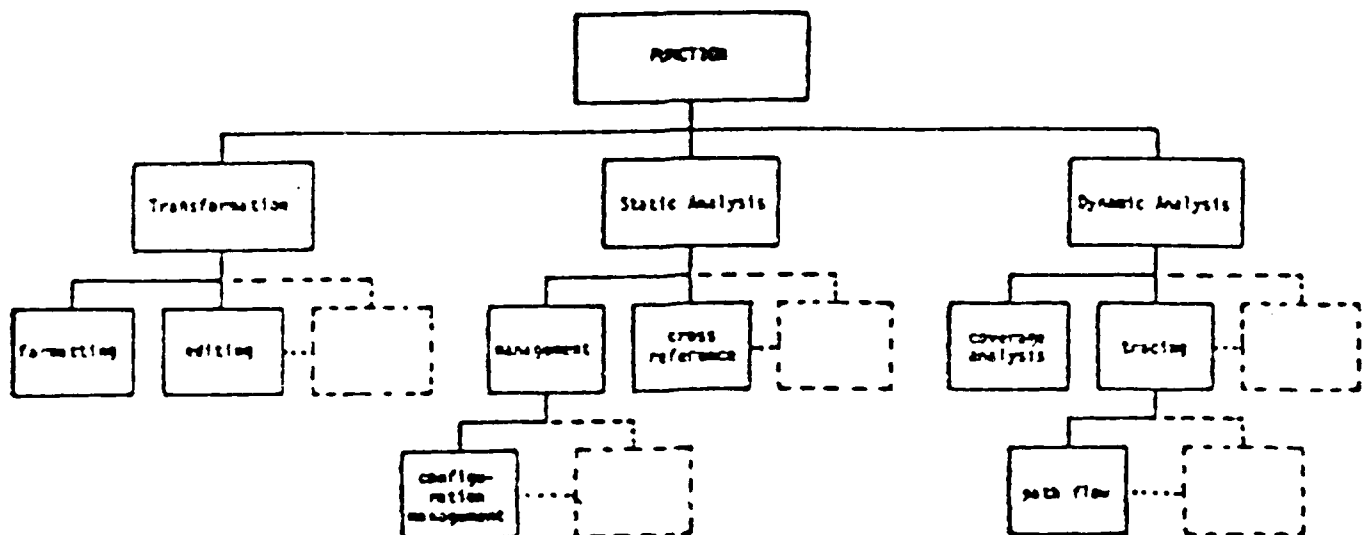 FUNCTION
Transformation
Static Analysis
Dynamic Analysis
formatting
editing
management
cross
reference
coverage
analysis
tracing
configu-
ration
management
path flow